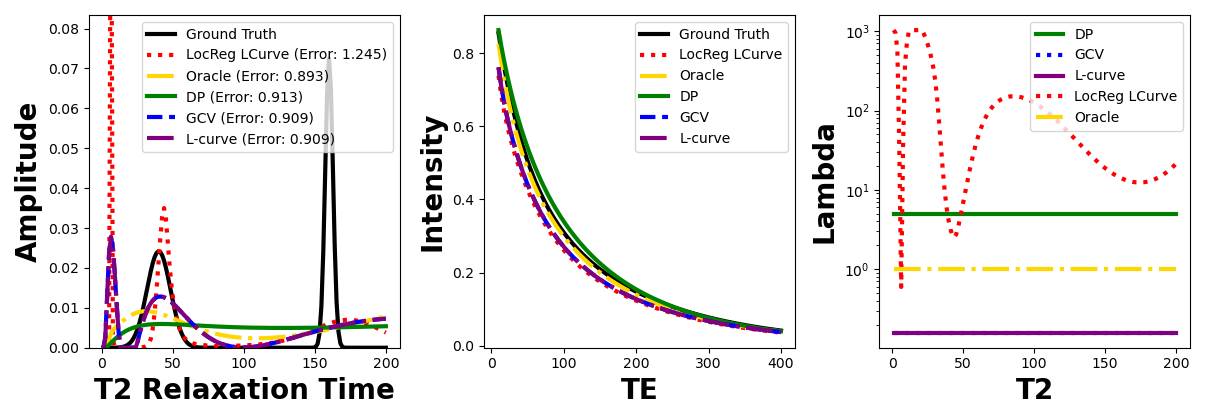 Amplitude
0.08
0.07
0.06
0.05
0.04
0.03
0.02
0.01
0.00
Ground Truth
LocReg LCurve (Error: 1.245)
Oracle (Error: 0.893)
DP (Error: 0.913)
GCV (Error: 0.909)
L-curve (Error: 0.909)
0 50 100 150 200
T2 Relaxation Time
Intensity
0.8
0.6
0.4
0.2
0.0
Ground Truth
LocReg LCurve
Oracle
DP
GCV
L-curve
0 100 200 300 400
TE
Lambda
10³
10²
10¹
10⁰
DP
GCV
L-curve
LocReg LCurve
Oracle
0 50 100 150 200
T2